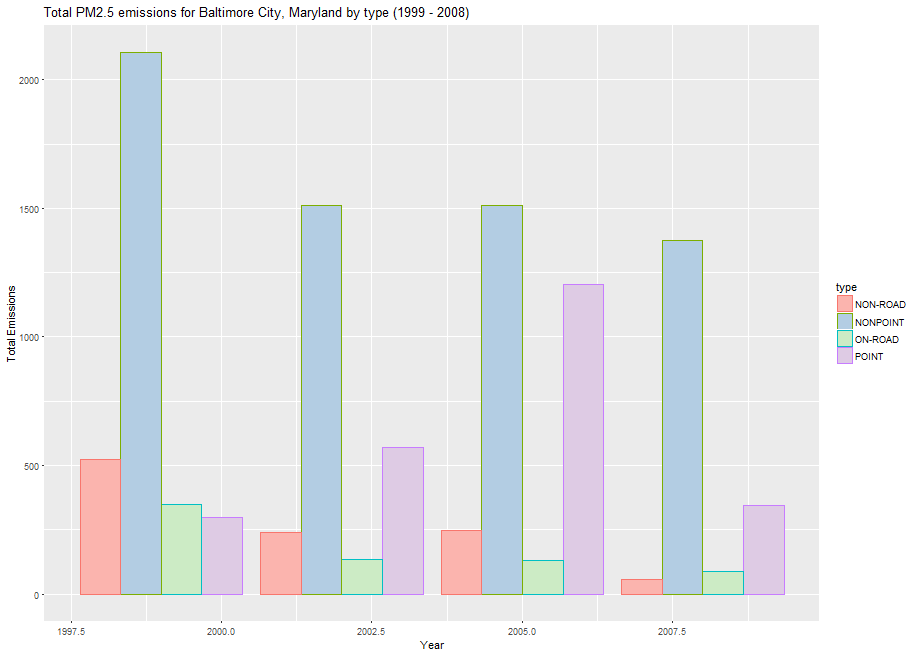 Total PM2.5 emissions for Baltimore City, Maryland by type (1999 - 2008)
2000
1500
1000
500
0
Total Emissions
1997.5
2000.0
2002.5
2005.0
2007.5
Year
type
NON-ROAD
NONPOINT
ON-ROAD
POINT